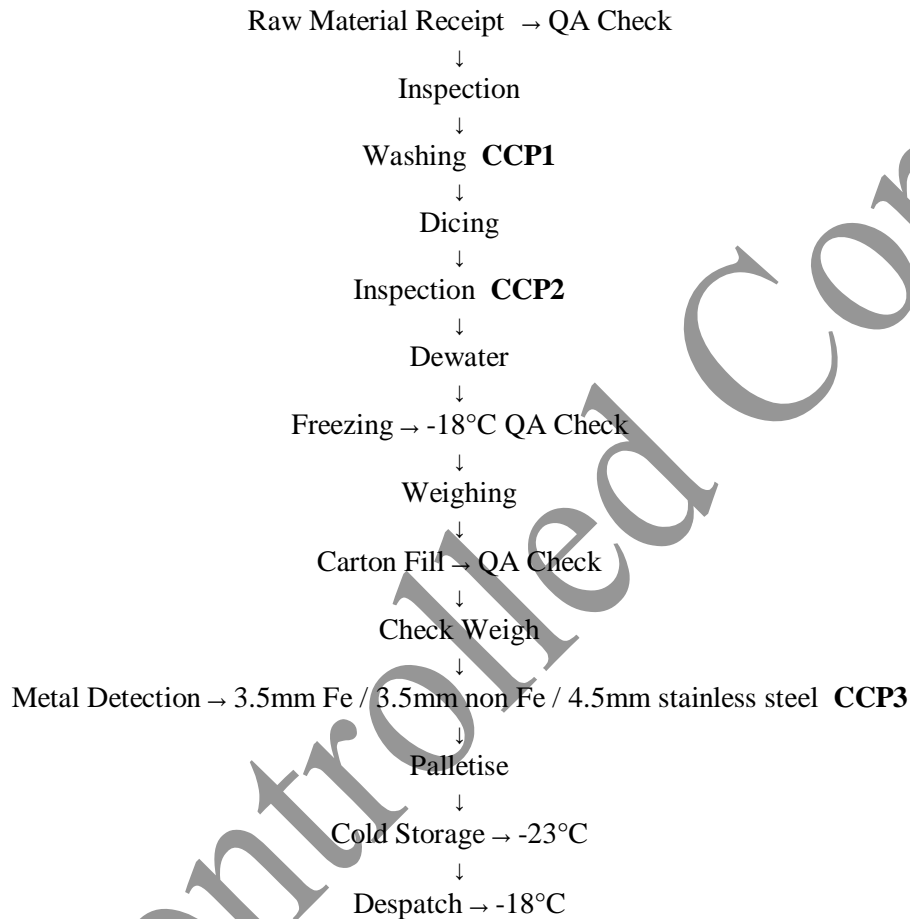 Raw Material Receipt → QA Check
↓
Inspection
↓
Washing CCP1
↓
Dicing
↓
Inspection CCP2
↓
Dewater
↓
Freezing → -18°C QA Check
↓
Weighing
↓
Carton Fill → QA Check
↓
Check Weigh
↓
Metal Detection → 3.5mm Fe / 3.5mm non Fe / 4.5mm stainless steel CCP3
↓
Palletise
↓
Cold Storage → -23°C
↓
Despatch → -18°C
ntrolled Cop